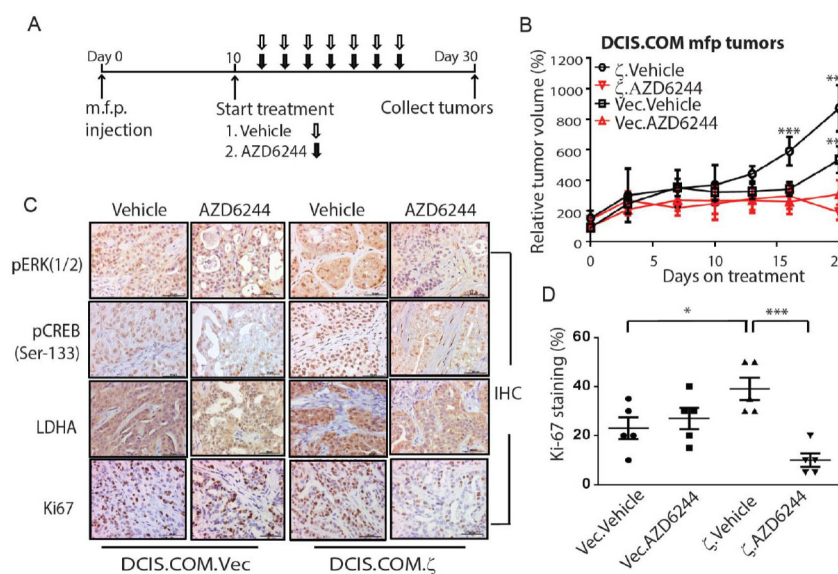 A
Day 0
10
Day 30
m.f.p.
injection
Start treatment
1. Vehicle
2. AZD6244
Collect tumors
B
DCIS.COM mfp tumors
Relative tumor volume (%)
1200
1000
800
600
400
200
0
ζ.Vehicle
ζ.AZD6244
Vec.Vehicle
Vec.AZD6244
***
**
**
0
5
10
15
2
Days on treatment
C
Vehicle
AZD6244
Vehicle
AZD6244
pERK(1/2)
pCREB
(Ser-133)
LDHA
Ki67
IHC
DCIS.COM.Vec
DCIS.COM.ζ
D
Ki-67 staining (%)
60
40
20
0
*
***
Vec.Vehicle
Vec.AZD6244
ζ.Vehicle
ζ.AZD6244